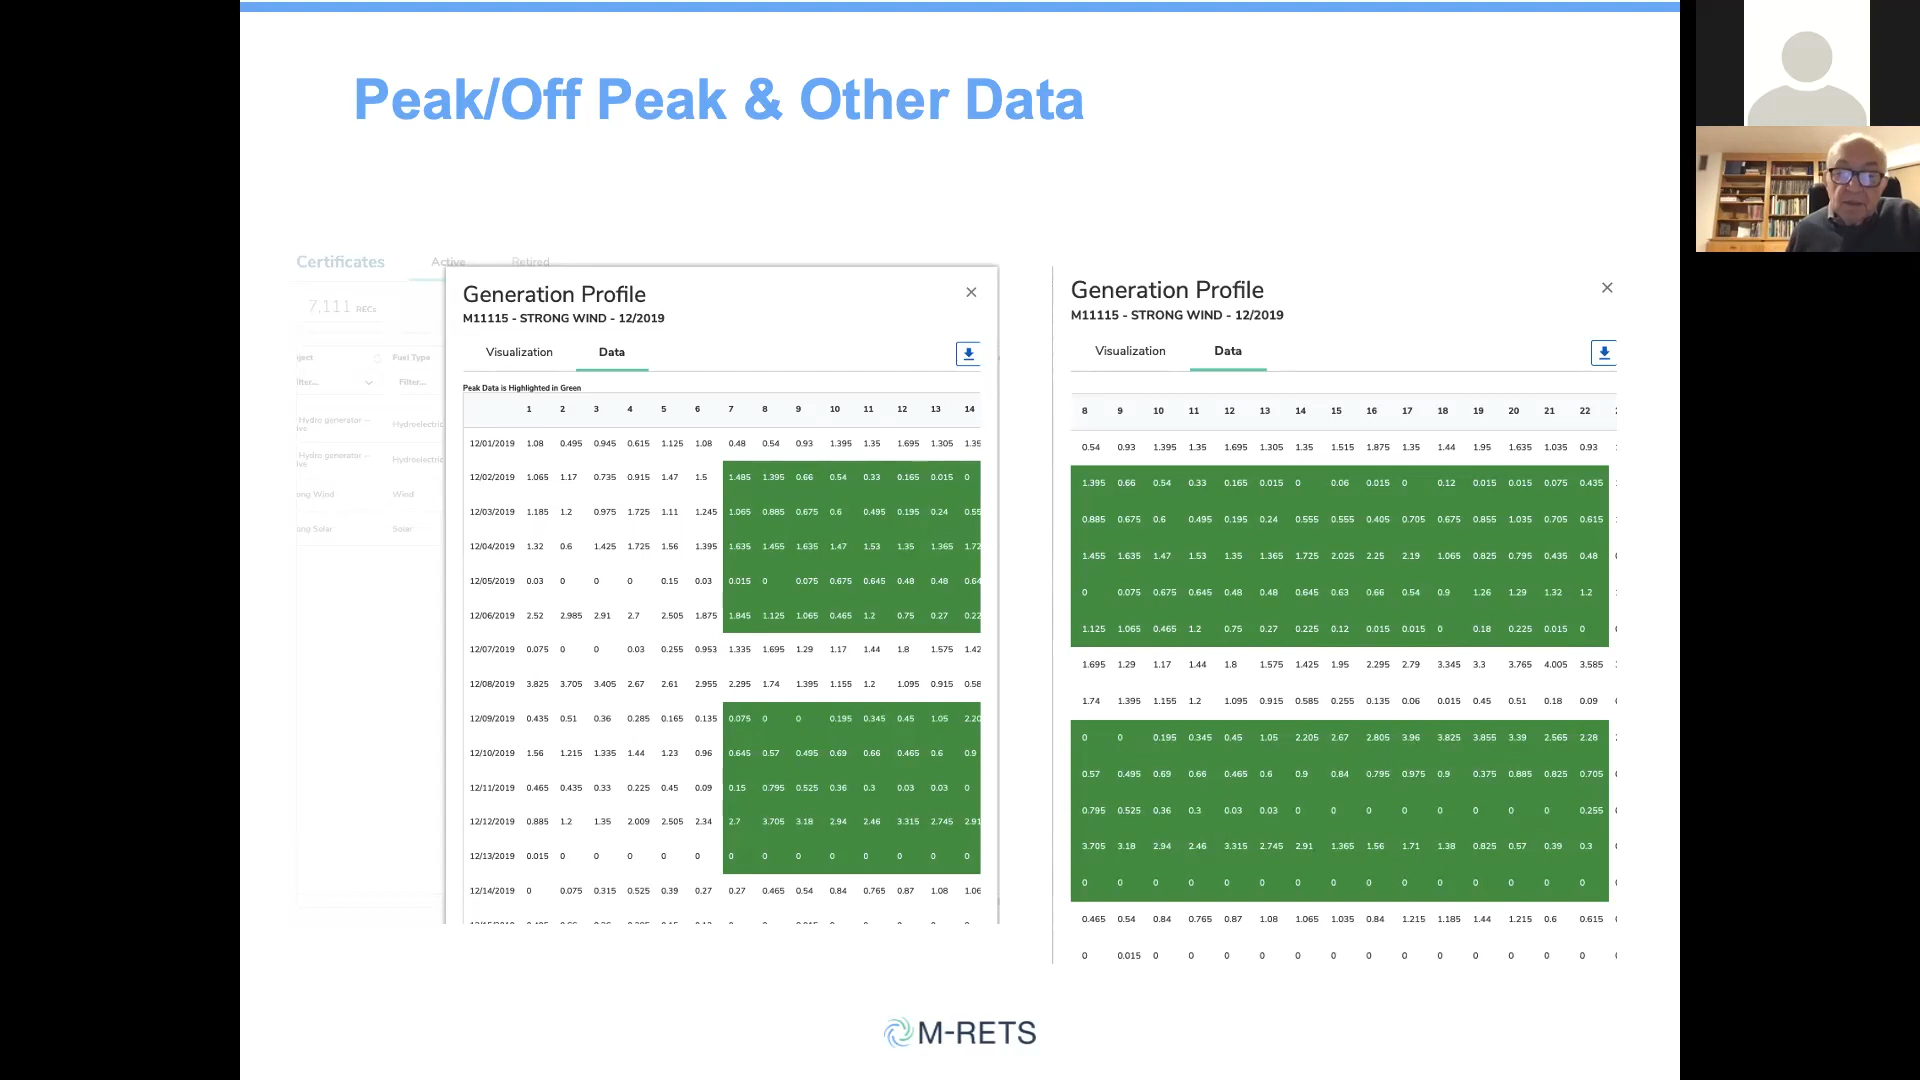 Peak/Off Peak & Other Data
Certificates Active Retired
7,111 RECs
Fuel Type
Filter...
Hydro generator — Hydroelectric
Hydro generator — Hydroelectric
Wind Wind
Solar Solar
Generation Profile
M11115 - STRONG WIND - 12/2019
Visualization Data
Peak Data is Highlighted in Green
1 2 3 4 5 6 7 8 9 10 11 12 13 14
12/01/2019 1.08 0.495 0.945 0.615 1.125 1.08 0.48 0.54 0.93 1.395 1.35 1.695 1.305 1.35
12/02/2019 1.065 1.17 0.735 0.915 1.47 1.5 1.485 1.395 0.66 0.54 0.33 0.165 0.015 0
12/03/2019 1.185 1.2 0.975 1.725 1.11 1.245 1.065 0.885 0.675 0.6 0.495 0.195 0.24 0.55
12/04/2019 1.32 0.6 1.425 1.725 1.56 1.395 1.635 1.455 1.635 1.47 1.53 1.35 1.365 1.72
12/05/2019 0.03 0 0 0 0.15 0.03 0.015 0 0.075 0.675 0.645 0.48 0.48 0.64
12/06/2019 2.52 2.985 2.91 2.7 2.505 1.875 1.845 1.125 1.065 0.465 1.2 0.75 0.27 0.22
12/07/2019 0.075 0 0 0.03 0.255 0.953 1.335 1.695 1.29 1.17 1.44 1.8 1.575 1.42
12/08/2019 3.825 3.705 3.405 2.67 2.61 2.955 2.295 1.74 1.395 1.155 1.2 1.095 0.915 0.58
12/09/2019 0.435 0.51 0.36 0.285 0.165 0.135 0.075 0 0 0.195 0.345 0.45 1.05 2.20
12/10/2019 1.56 1.215 1.335 1.44 1.23 0.96 0.645 0.57 0.495 0.69 0.66 0.465 0.6 0.9
12/11/2019 0.465 0.435 0.33 0.225 0.45 0.09 0.15 0.795 0.525 0.36 0.3 0.03 0.03 0
12/12/2019 0.885 1.2 1.35 2.009 2.505 2.34 2.7 3.705 3.18 2.94 2.46 3.315 2.745 2.91
12/13/2019 0.015 0 0 0 0 0 0 0 0 0 0 0 0 0
12/14/2019 0 0.075 0.315 0.525 0.39 0.27 0.27 0.465 0.54 0.84 0.765 0.87 1.08 1.06
Generation Profile
M11115 - STRONG WIND - 12/2019
Visualization Data
8 9 10 11 12 13 14 15 16 17 18 19 20 21 22
0.54 0.93 1.395 1.35 1.695 1.305 1.35 1.515 1.875 1.35 1.44 1.95 1.635 1.035 0.93
1.395 0.66 0.54 0.33 0.165 0.015 0 0.06 0.015 0 0.12 0.015 0.015 0.075 0.435
0.885 0.675 0.6 0.495 0.195 0.24 0.555 0.555 0.405 0.705 0.675 0.855 1.035 0.705 0.615
1.455 1.635 1.47 1.53 1.35 1.365 1.725 2.025 2.25 2.19 1.065 0.825 0.795 0.435 0.48
0 0.075 0.675 0.645 0.48 0.48 0.645 0.63 0.66 0.54 0.9 1.26 1.29 1.32 1.2
1.125 1.065 0.465 1.2 0.75 0.27 0.225 0.12 0.015 0.015 0 0.18 0.225 0.015 0
1.695 1.29 1.17 1.44 1.8 1.575 1.425 1.95 2.295 2.79 3.345 3.3 3.765 4.005 3.585
1.74 1.395 1.155 1.2 1.095 0.915 0.585 0.255 0.135 0.06 0.015 0.45 0.51 0.18 0.09
0 0 0.195 0.345 0.45 1.05 2.205 2.67 2.805 3.96 3.825 3.855 3.39 2.565 2.28
0.57 0.495 0.69 0.66 0.465 0.6 0.9 0.84 0.795 0.975 0.9 0.375 0.885 0.825 0.705
0.795 0.525 0.36 0.3 0.03 0.03 0 0 0 0 0 0 0 0 0.255
3.705 3.18 2.94 2.46 3.315 2.745 2.91 1.365 1.56 1.71 1.38 0.825 0.57 0.39 0.3
0 0 0 0 0 0 0 0 0 0 0 0 0 0 0
0.465 0.54 0.84 0.765 0.87 1.08 1.065 1.035 0.84 1.215 1.185 1.44 1.215 0.6 0.615
0 0.015 0 0 0 0 0 0 0 0 0 0 0 0 0
M-RETS